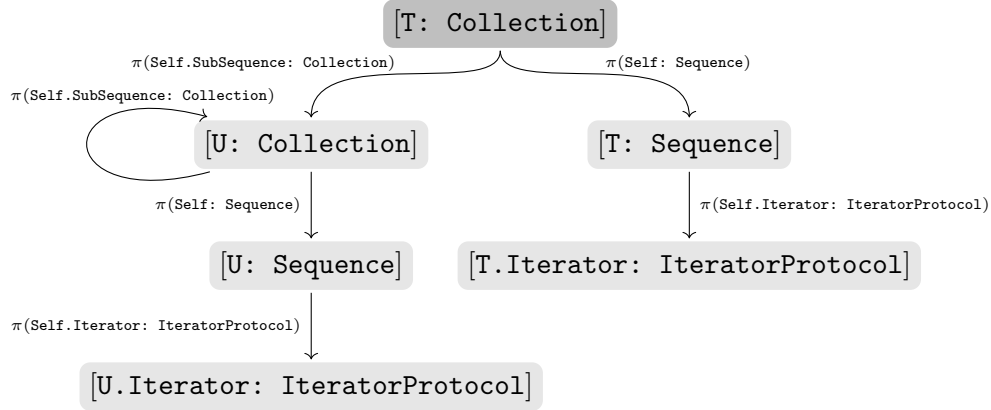 [T: Collection]
π(Self.SubSequence: Collection)
π(Self: Sequence)
π(Self.SubSequence: Collection)
[U: Collection]
[T: Sequence]
π(Self: Sequence)
π(Self.Iterator: IteratorProtocol)
[U: Sequence]
[T.Iterator: IteratorProtocol]
π(Self.Iterator: IteratorProtocol)
[U.Iterator: IteratorProtocol]